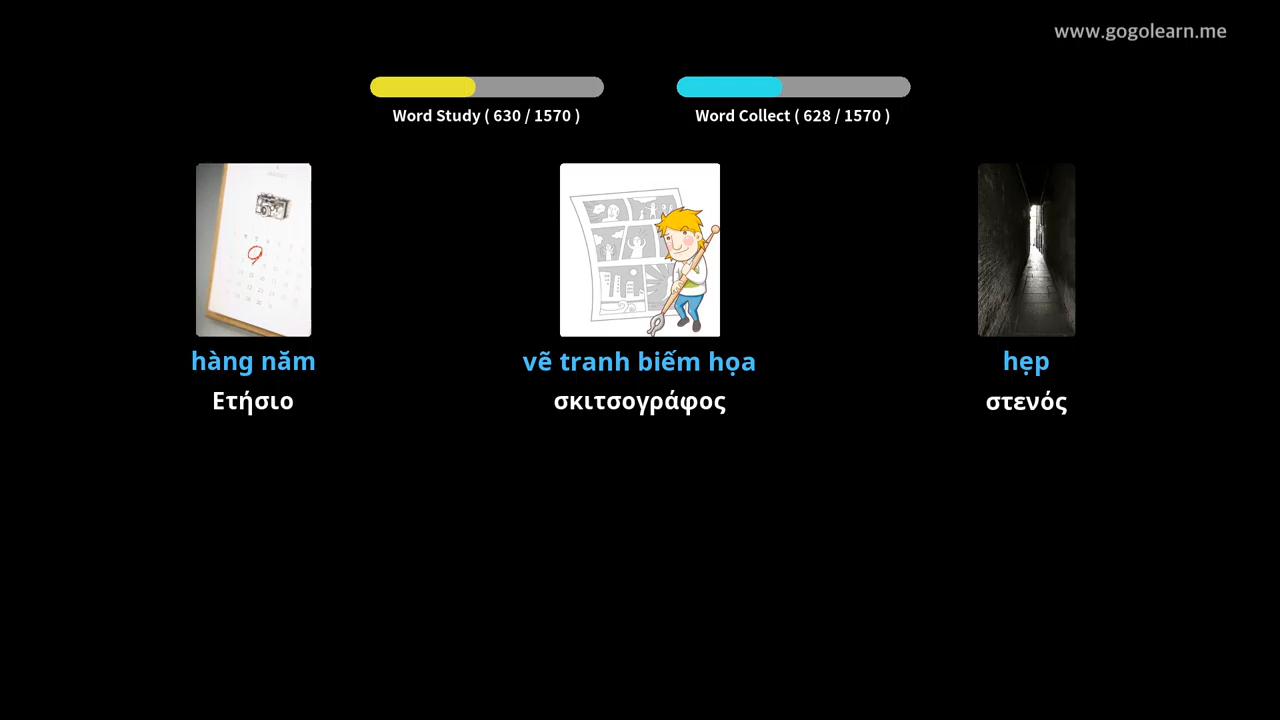 www.gogolearn.me
Word Study ( 630 / 1570 )
Word Collect ( 628 / 1570 )
hàng năm
vẽ tranh biếm họa
hẹp
Ετήσιο
σκιτσογράφος
στενός